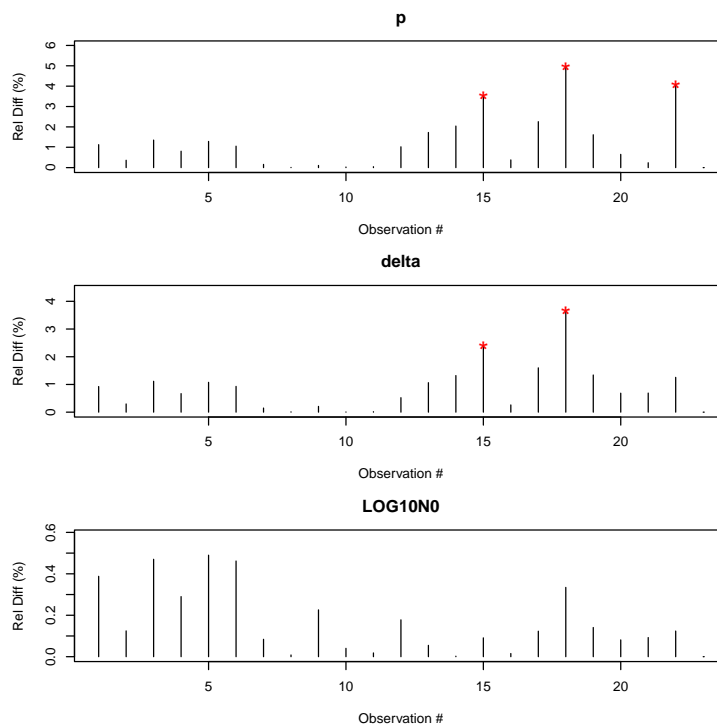 p
Rel Diff (%)
0 1 2 3 4 5 6
5 10 15 20
Observation #
delta
Rel Diff (%)
0 1 2 3 4
5 10 15 20
Observation #
LOG10N0
Rel Diff (%)
0.0 0.2 0.4 0.6
5 10 15 20
Observation #